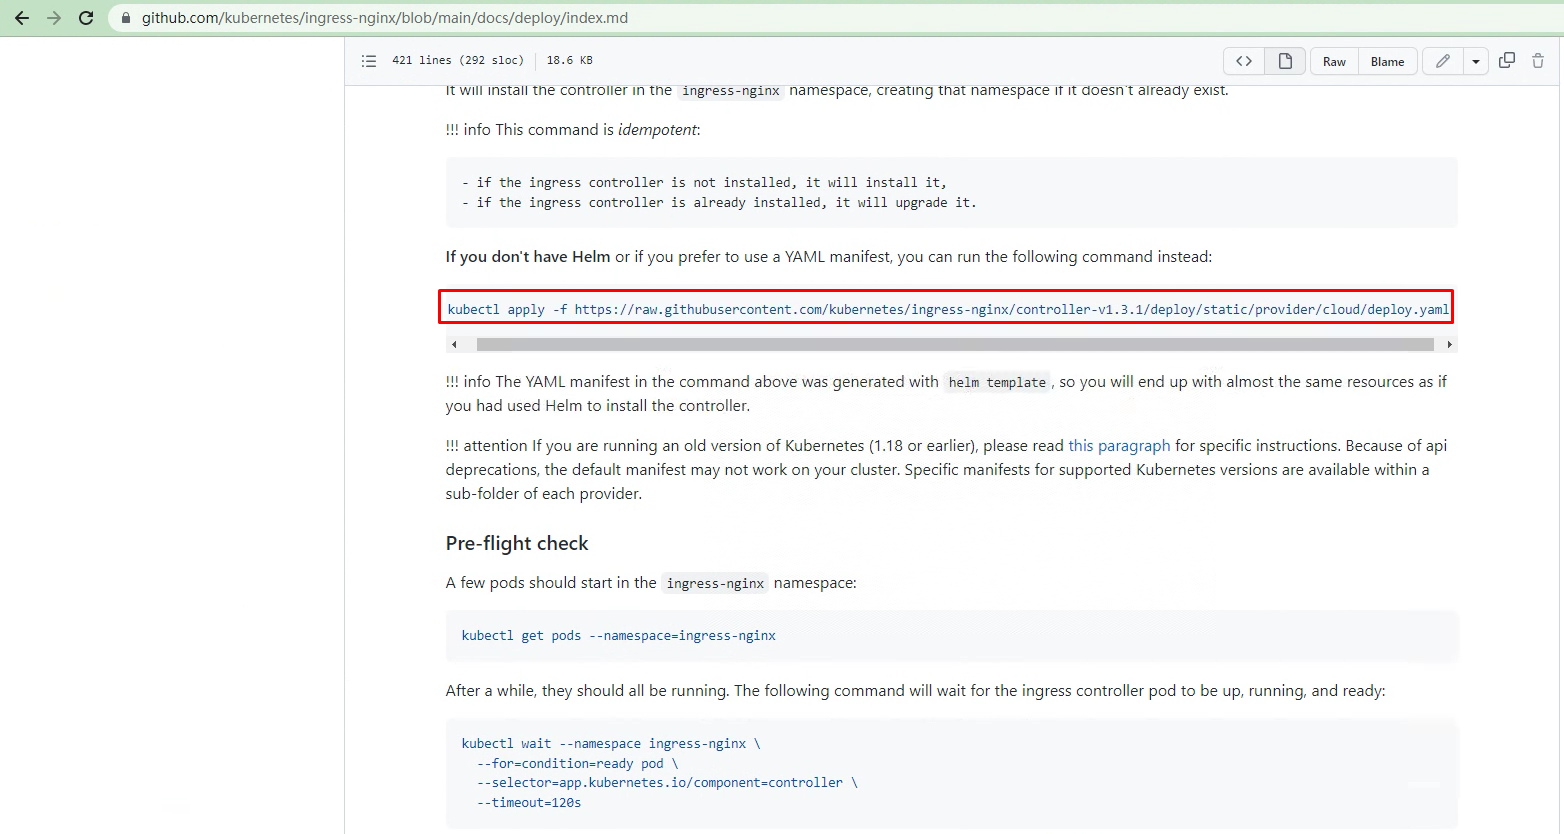 github.com/kubernetes/ingress-nginx/blob/main/docs/deploy/index.md
421 lines (292 sloc) 18.6 KB
Raw Blame
It will install the controller in the ingress-nginx namespace, creating that namespace if it doesn't already exist.
!!! info This command is idempotent:
- if the ingress controller is not installed, it will install it,
- if the ingress controller is already installed, it will upgrade it.
If you don't have Helm or if you prefer to use a YAML manifest, you can run the following command instead:
kubectl apply -f https://raw.githubusercontent.com/kubernetes/ingress-nginx/controller-v1.3.1/deploy/static/provider/cloud/deploy.yaml
!!! info The YAML manifest in the command above was generated with helm template , so you will end up with almost the same resources as if
you had used Helm to install the controller.
!!! attention If you are running an old version of Kubernetes (1.18 or earlier), please read this paragraph for specific instructions. Because of api
deprecations, the default manifest may not work on your cluster. Specific manifests for supported Kubernetes versions are available within a
sub-folder of each provider.
Pre-flight check
A few pods should start in the ingress-nginx namespace:
kubectl get pods --namespace=ingress-nginx
After a while, they should all be running. The following command will wait for the ingress controller pod to be up, running, and ready:
kubectl wait --namespace ingress-nginx \
--for=condition=ready pod \
--selector=app.kubernetes.io/component=controller \
--timeout=120s